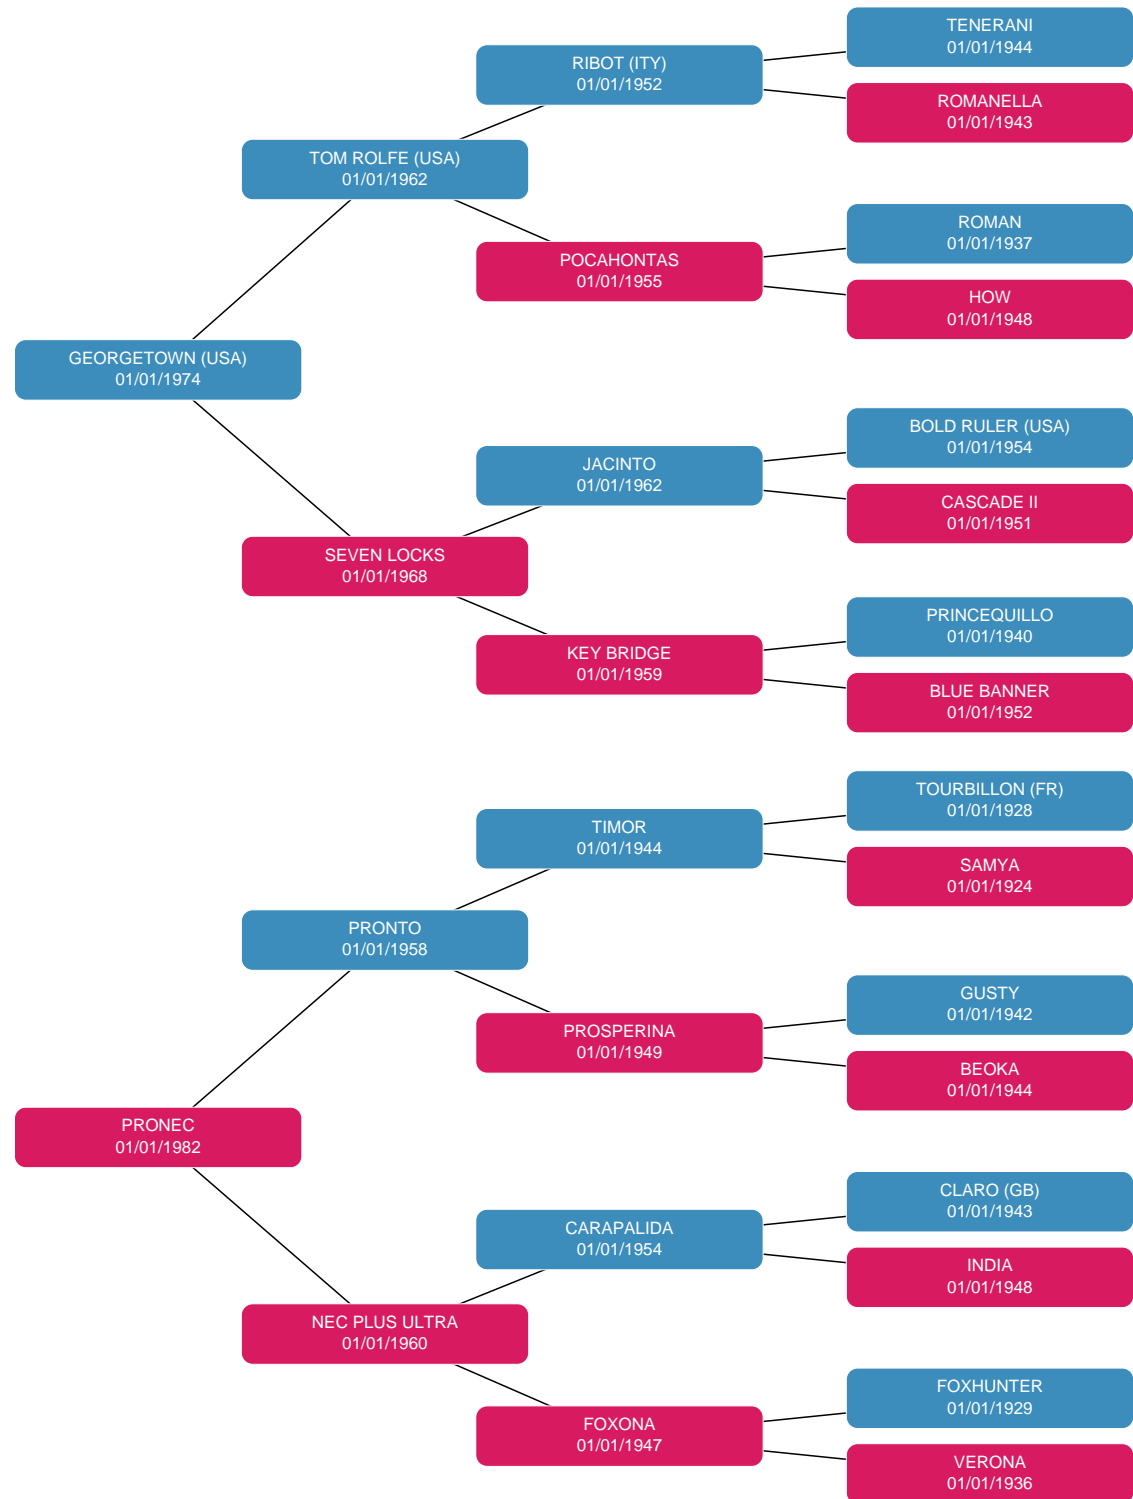 TENERANI
01/01/1944
RIBOT (ITY)
01/01/1952
ROMANELLA
01/01/1943
TOM ROLFE (USA)
01/01/1962
ROMAN
01/01/1937
POCAHONTAS
01/01/1955
HOW
01/01/1948
GEORGETOWN (USA)
01/01/1974
BOLD RULER (USA)
01/01/1954
JACINTO
01/01/1962
CASCADE II
01/01/1951
SEVEN LOCKS
01/01/1968
PRINCEQUILLO
01/01/1940
KEY BRIDGE
01/01/1959
BLUE BANNER
01/01/1952
TOURBILLON (FR)
01/01/1928
TIMOR
01/01/1944
SAMYA
01/01/1924
PRONTO
01/01/1958
GUSTY
01/01/1942
PROSPERINA
01/01/1949
BEOKA
01/01/1944
PRONEC
01/01/1982
CLARO (GB)
01/01/1943
CARAPALIDA
01/01/1954
INDIA
01/01/1948
NEC PLUS ULTRA
01/01/1960
FOXHUNTER
01/01/1929
FOXONA
01/01/1947
VERONA
01/01/1936